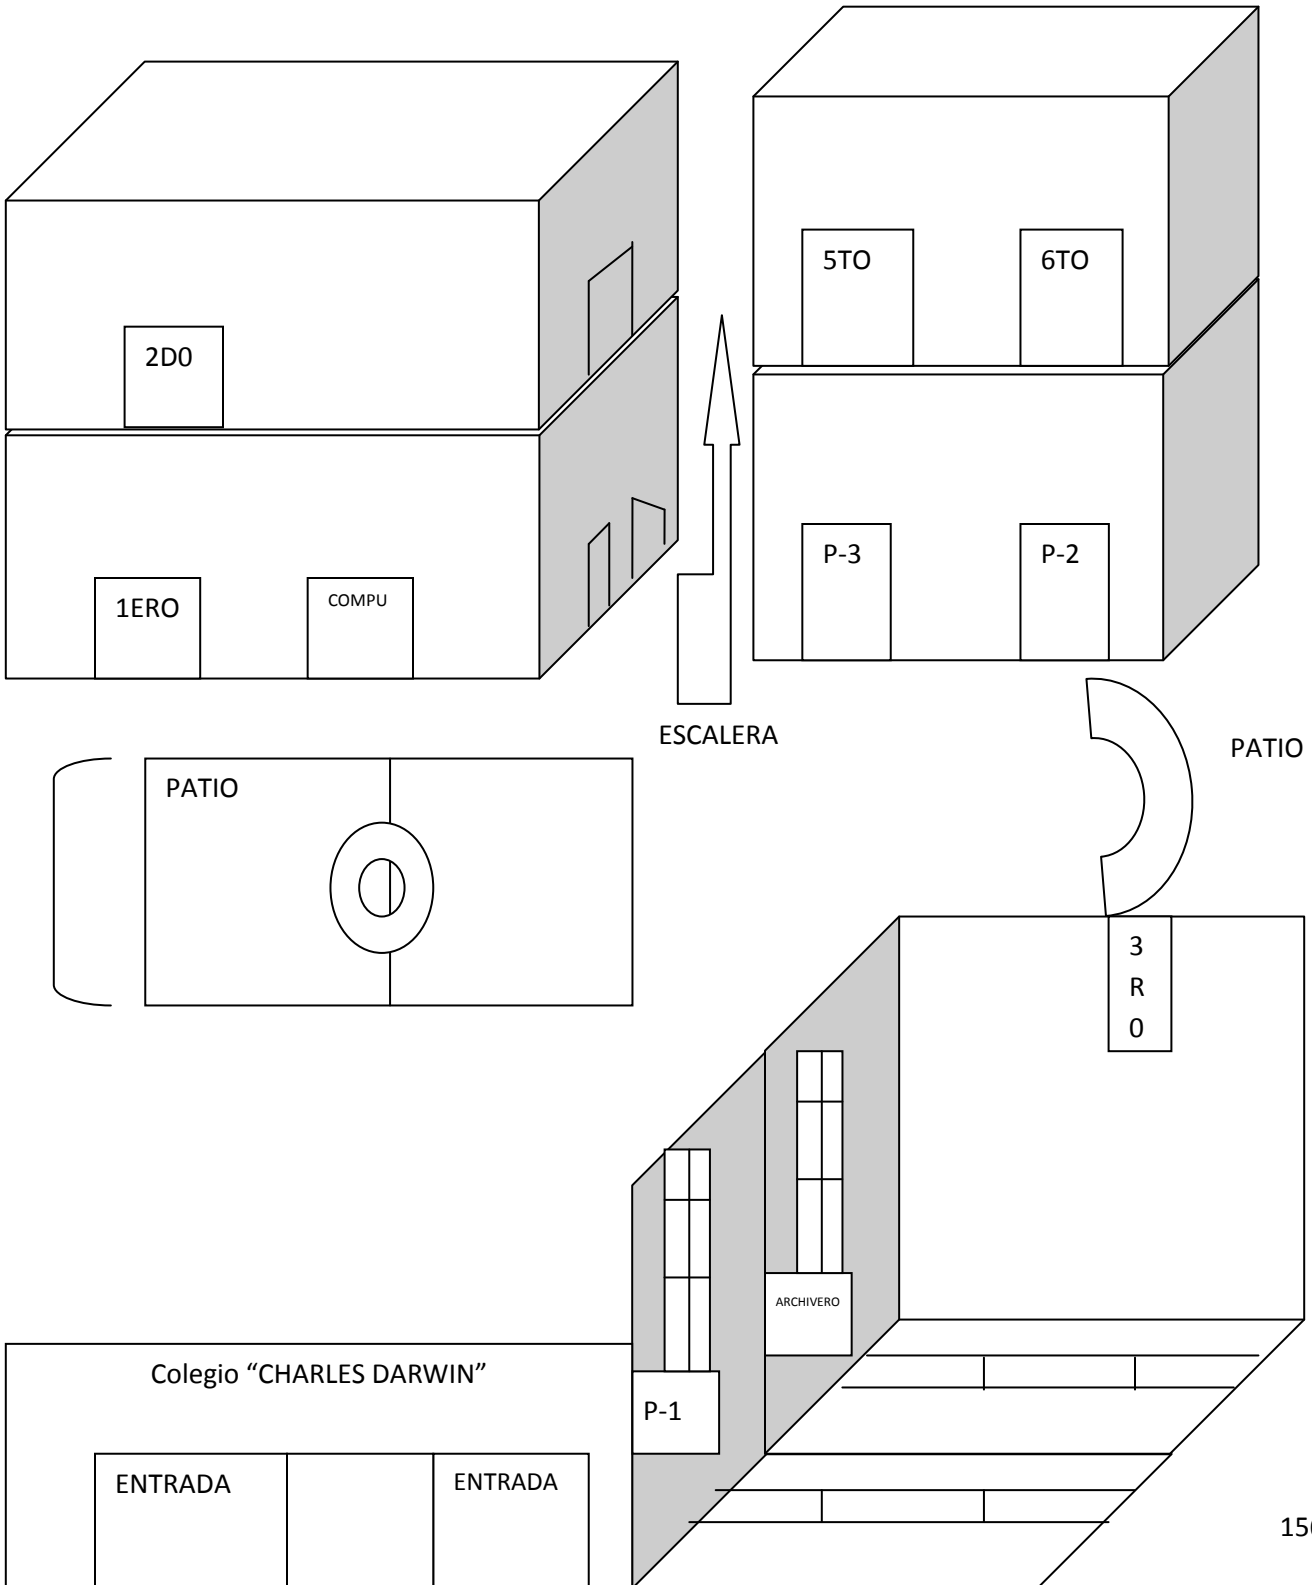 5TO
6TO
2D0
P-3
P-2
1ERO
COMPU
ESCALERA
PATIO
PATIO
3
R
0
ARCHIVERO
Colegio “CHARLES DARWIN”
P-1
ENTRADA
ENTRADA